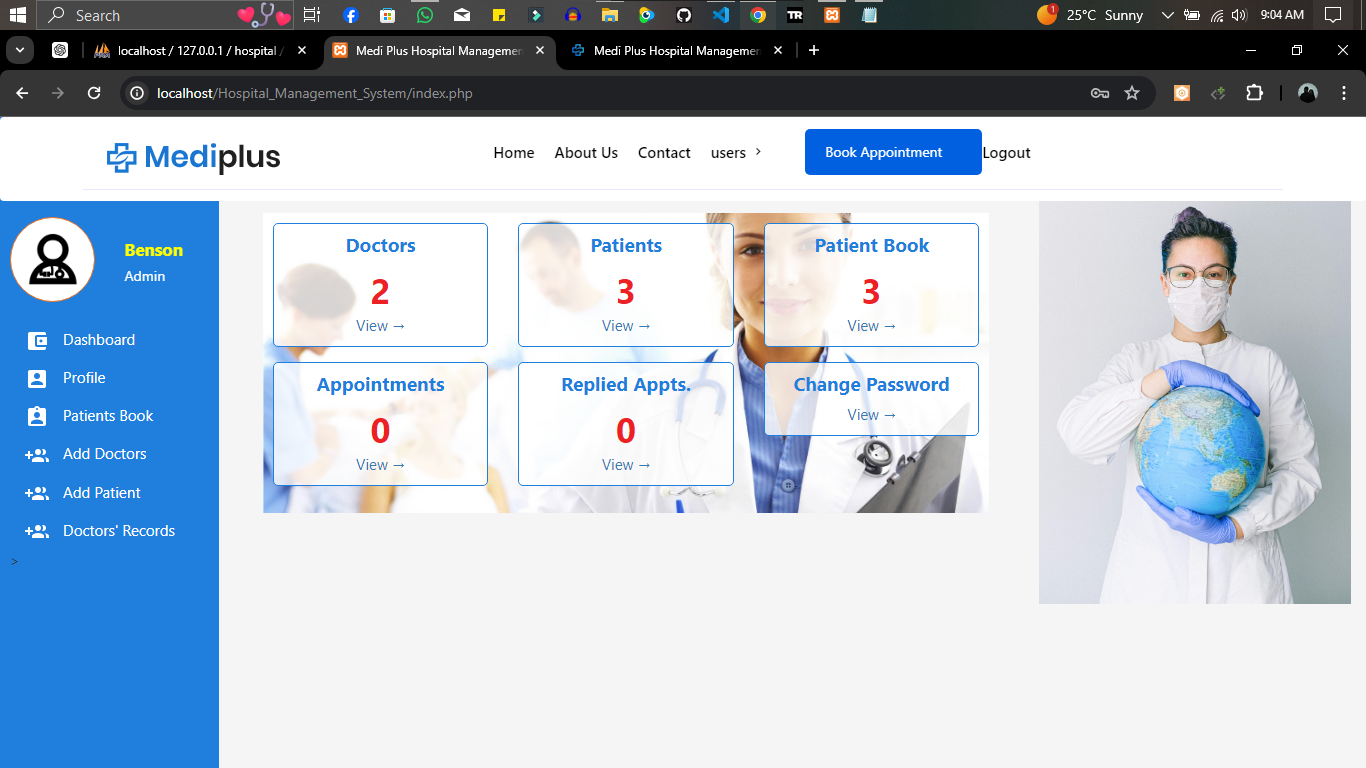 Search
1
25°C Sunny
9:04 AM
localhost / 127.0.0.1 / hospital /
Medi Plus Hospital Management
Medi Plus Hospital Managemen
localhost/Hospital_Management_System/index.php
Mediplus
Home About Us Contact users > Book Appointment Logout
Benson
Admin
Dashboard
Profile
Patients Book
Add Doctors
Add Patient
Doctors' Records
>
Doctors
2
View →
Patients
3
View →
Patient Book
3
View →
Appointments
0
View →
Replied Appts.
0
View →
Change Password
View →